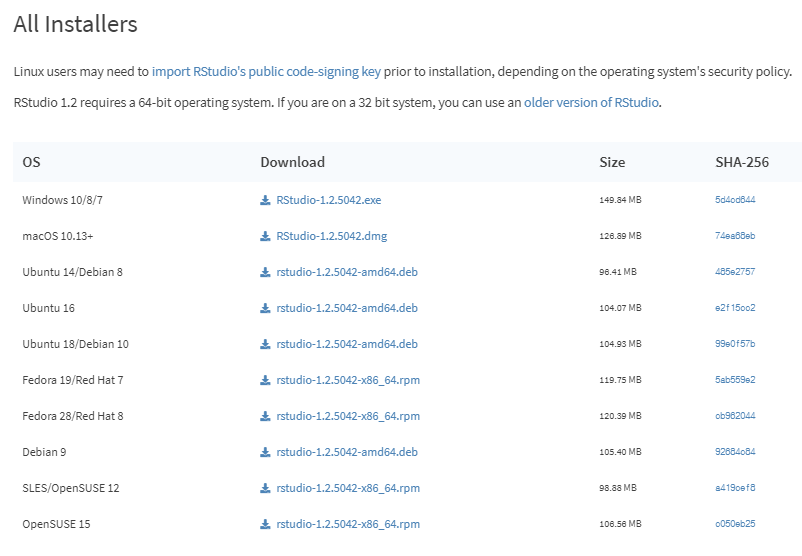 All Installers
Linux users may need to import RStudio's public code-signing key prior to installation, depending on the operating system's security policy.
RStudio 1.2 requires a 64-bit operating system. If you are on a 32 bit system, you can use an older version of RStudio.
OS Download Size SHA-256
Windows 10/8/7 RStudio-1.2.5042.exe 149.84 MB 5d4cd644
macOS 10.13+ RStudio-1.2.5042.dmg 126.89 MB 74ea68eb
Ubuntu 14/Debian 8 rstudio-1.2.5042-amd64.deb 96.41 MB 485e2757
Ubuntu 16 rstudio-1.2.5042-amd64.deb 104.07 MB e2f15cc2
Ubuntu 18/Debian 10 rstudio-1.2.5042-amd64.deb 104.93 MB 99e0f57b
Fedora 19/Red Hat 7 rstudio-1.2.5042-x86_64.rpm 119.75 MB 5ab559e2
Fedora 28/Red Hat 8 rstudio-1.2.5042-x86_64.rpm 120.39 MB cb962044
Debian 9 rstudio-1.2.5042-amd64.deb 105.40 MB 92664c84
SLES/OpenSUSE 12 rstudio-1.2.5042-x86_64.rpm 98.88 MB a419cef8
OpenSUSE 15 rstudio-1.2.5042-x86_64.rpm 106.56 MB c050eb25